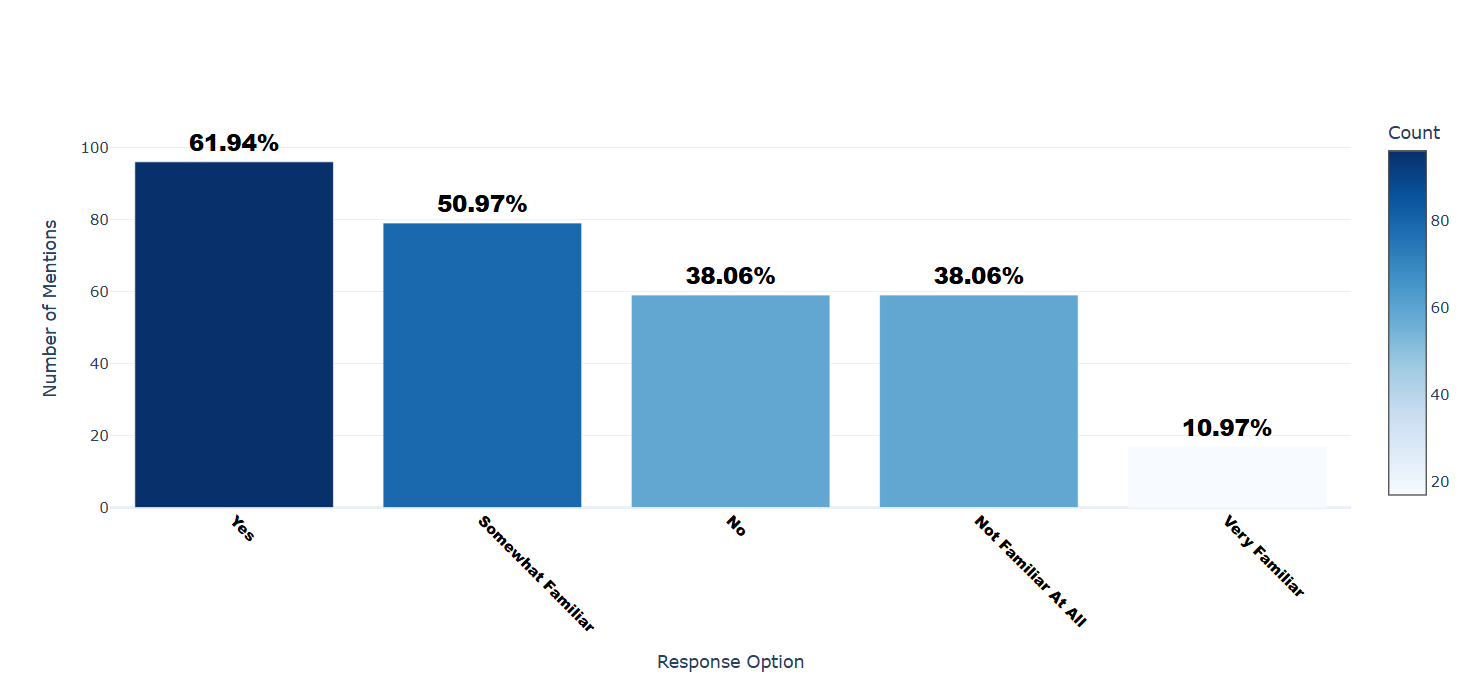 61.94%
50.97%
38.06%
38.06%
10.97%
Number of Mentions
100
80
60
40
20
0
Yes
Somewhat Familiar
No
Not Familiar At All
Very Familiar
Response Option
Count
80
60
40
20